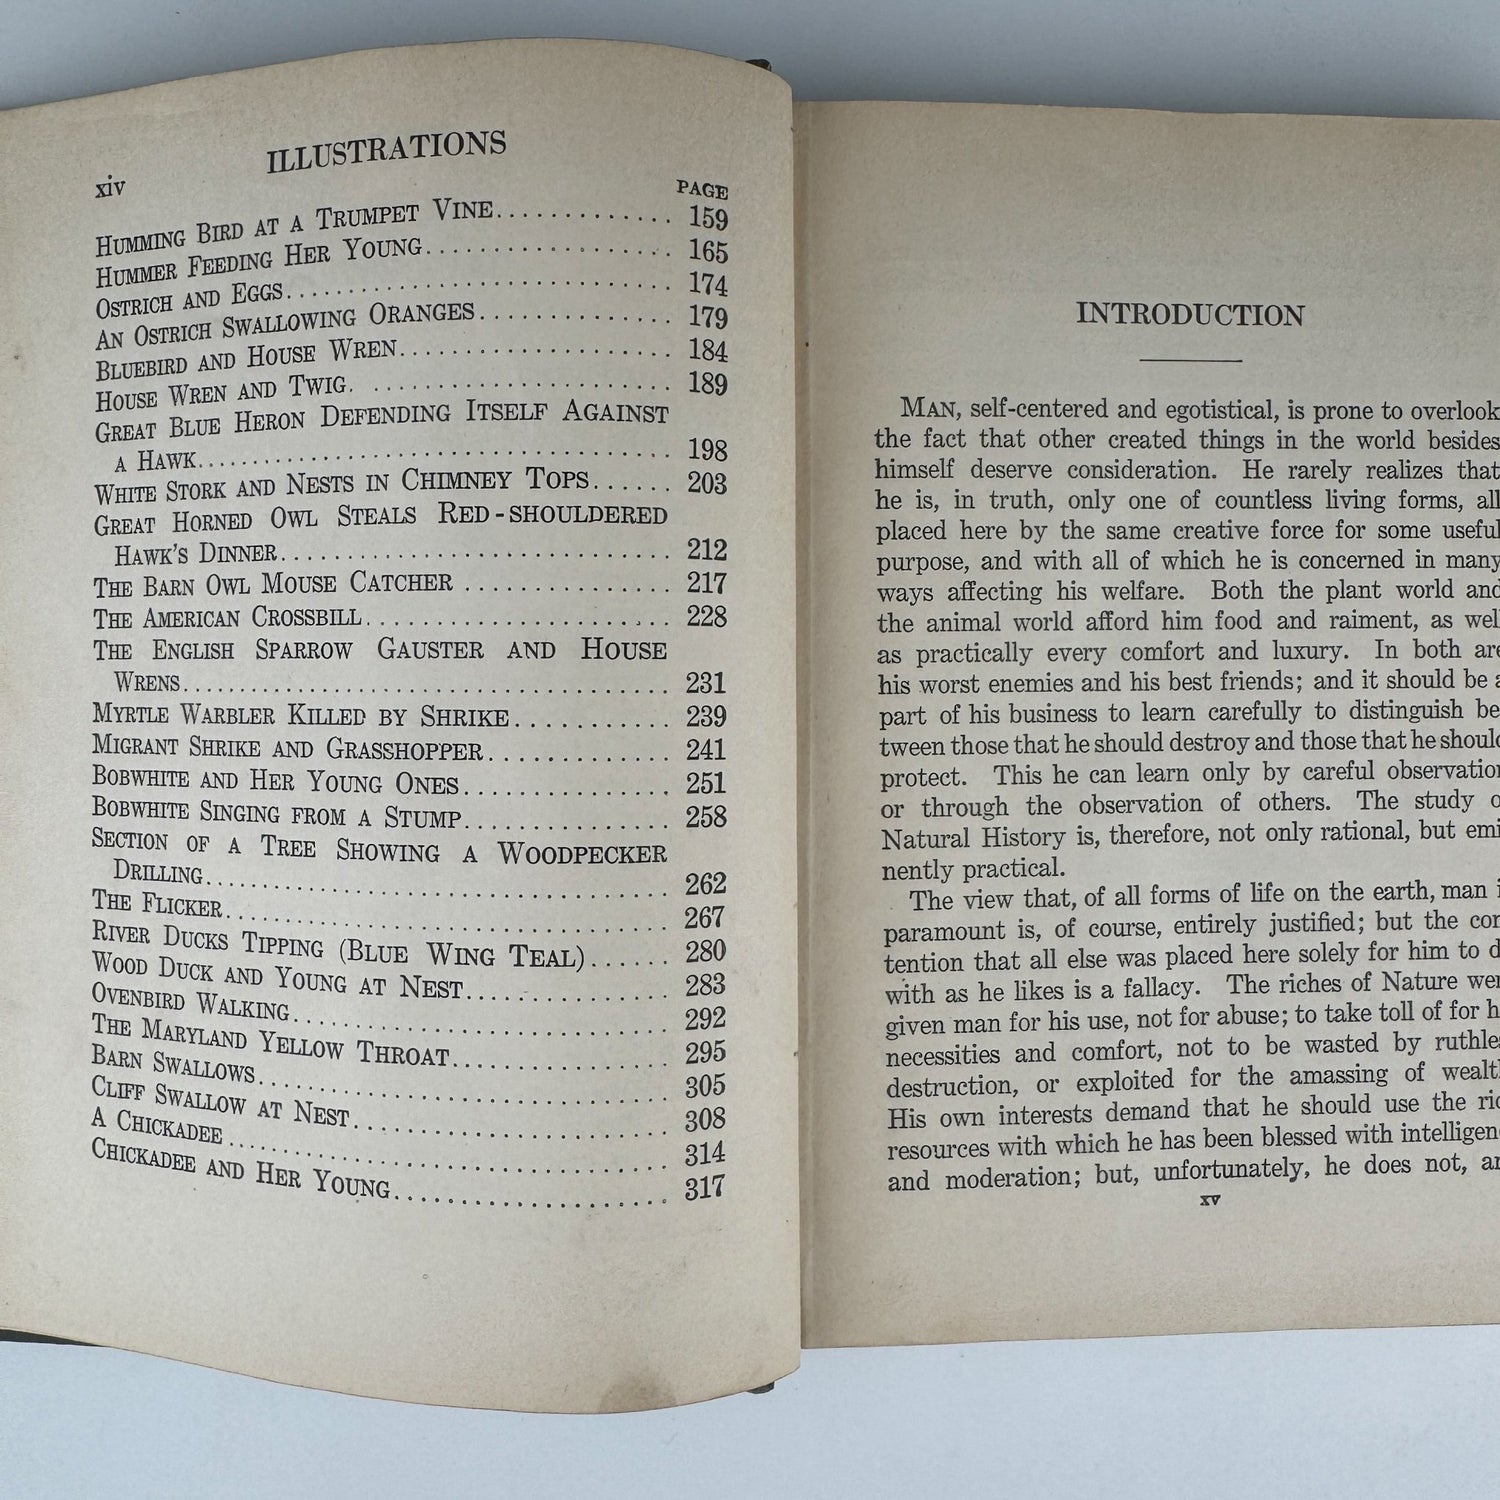 ILLUSTRATIONS
xiv
PAGE
HUMMING BIRD AT A TRUMPET VINE............. 159
HUMMER FEEDING HER YOUNG.................. 165
OSTRICH AND EGGS............................ 174
AN OSTRICH SWALLOWING ORANGES.............. 179
BLUEBIRD AND HOUSE WREN.................... 184
HOUSE WREN AND TWIG. ...................... 189
GREAT BLUE HERON DEFENDING ITSELF AGAINST
A HAWK................................... 198
WHITE STORK AND NESTS IN CHIMNEY TOPS...... 203
GREAT HORNED OWL STEALS RED-SHOULDERED
HAWK'S DINNER............................ 212
THE BARN OWL MOUSE CATCHER ............... 217
THE AMERICAN CROSSBILL...................... 228
THE ENGLISH SPARROW GAUSTER AND HOUSE
WRENS.................................... 231
MYRTLE WARBLER KILLED BY SHRIKE............ 239
MIGRANT SHRIKE AND GRASSHOPPER............. 241
BOBWHITE AND HER YOUNG ONES............... 251
BOBWHITE SINGING FROM A STUMP............... 258
SECTION OF A TREE SHOWING A WOODPECKER
DRILLING.................................. 262
THE FLICKER................................. 267
RIVER DUCKS TIPPING (BLUE WING TEAL)...... 280
WOOD DUCK AND YOUNG AT NEST............... 283
OVENBIRD WALKING........................... 292
THE MARYLAND YELLOW THROAT................ 295
BARN SWALLOWS.............................. 305
CLIFF SWALLOW AT NEST...................... 308
A CHICKADEE ............................... 314
CHICKADEE AND HER YOUNG.................... 317
INTRODUCTION
MAN, self-centered and egotistical, is prone to overlook
the fact that other created things in the world besides
himself deserve consideration. He rarely realizes that
he is, in truth, only one of countless living forms, all
placed here by the same creative force for some useful
purpose, and with all of which he is concerned in many
ways affecting his welfare. Both the plant world and
the animal world afford him food and raiment, as well
as practically every comfort and luxury. In both are
his worst enemies and his best friends; and it should be a
part of his business to learn carefully to distinguish be
tween those that he should destroy and those that he should
protect. This he can learn only by careful observation
or through the observation of others. The study o
Natural History is, therefore, not only rational, but emi
nently practical.
The view that, of all forms of life on the earth, man i
paramount is, of course, entirely justified; but the con
tention that all else was placed here solely for him to d
with as he likes is a fallacy. The riches of Nature wer
given man for his use, not for abuse; to take toll of for h
necessities and comfort, not to be wasted by ruthles
destruction, or exploited for the amassing of wealt
His own interests demand that he should use the ric
resources with which he has been blessed with intelligen
and moderation; but, unfortunately, he does not, an
xv